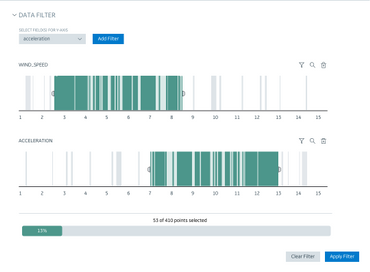 DATA FILTER
SELECT FIELD(S) FOR X-AXIS
acceleration
Add Filter
WIND_SPEED
1 2 3 4 5 6 7 8 9 10 11 12 13 14 15
ACCELERATION
1 2 3 4 5 6 7 8 9 10 11 12 13 14 15
53 of 410 points selected
13%
Clear Filter
Apply Filter